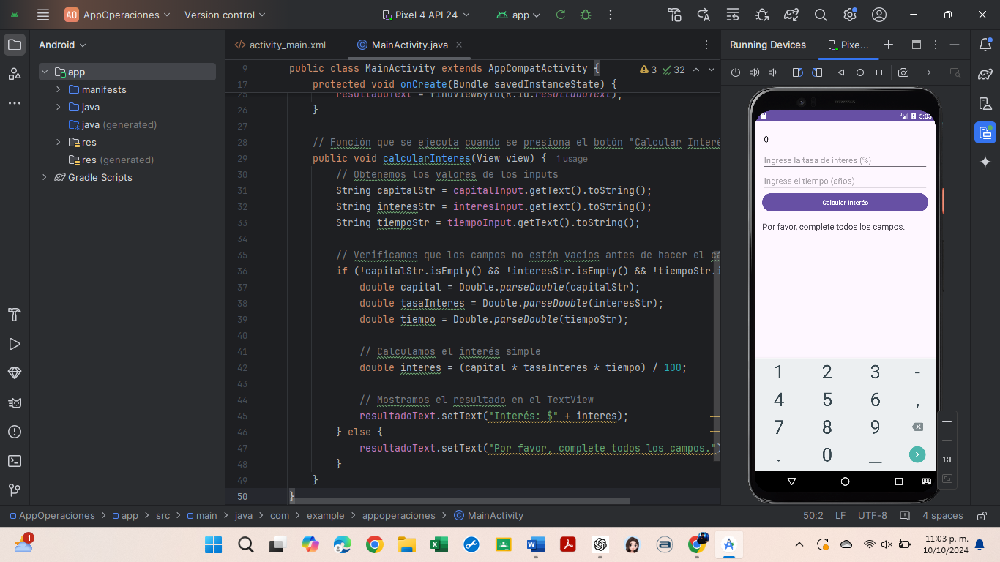 AO AppOperaciones Version control Pixel 4 API 24 app
Android
app
manifests
java
java (generated)
res
res (generated)
Gradle Scripts
activity_main.xml MainActivity.java
3 32
9 public class MainActivity extends AppCompatActivity {
17 protected void onCreate(Bundle savedInstanceState) {
25 resultadoText = findViewById(R.id.resultadoText);
26 }
27
28 // Función que se ejecuta cuando se presiona el botón "Calcular Interé
29 public void calcularInteres(View view) { 1 usage
30 // Obtenemos los valores de los inputs
31 String capitalStr = capitalInput.getText().toString();
32 String interesStr = interesInput.getText().toString();
33 String tiempoStr = tiempoInput.getText().toString();
34
35 // Verificamos que los campos no estén vacíos antes de hacer el cá
36 if (!capitalStr.isEmpty() && !interesStr.isEmpty() && !tiempoStr.i
37 double capital = Double.parseDouble(capitalStr);
38 double tasaInteres = Double.parseDouble(interesStr);
39 double tiempo = Double.parseDouble(tiempoStr);
40
41 // Calculamos el interés simple
42 double interes = (capital * tasaInteres * tiempo) / 100;
43
44 // Mostramos el resultado en el TextView
45 resultadoText.setText("Interés: $" + interes);
46 } else {
47 resultadoText.setText("Por favor, complete todos los campos.")
48 }
49 }
50 }
Running Devices Pixe...
5:03
0
Ingrese la tasa de interés (%)
Ingrese el tiempo (años)
Calcular Interés
Por favor, complete todos los campos.
1 2 3 -
4 5 6 ,
7 8 9
. 0 _
1:1
AppOperaciones > app > src > main > java > com > example > appoperaciones > MainActivity
50:2 LF UTF-8 4 spaces
1
11:03 p. m.
10/10/2024